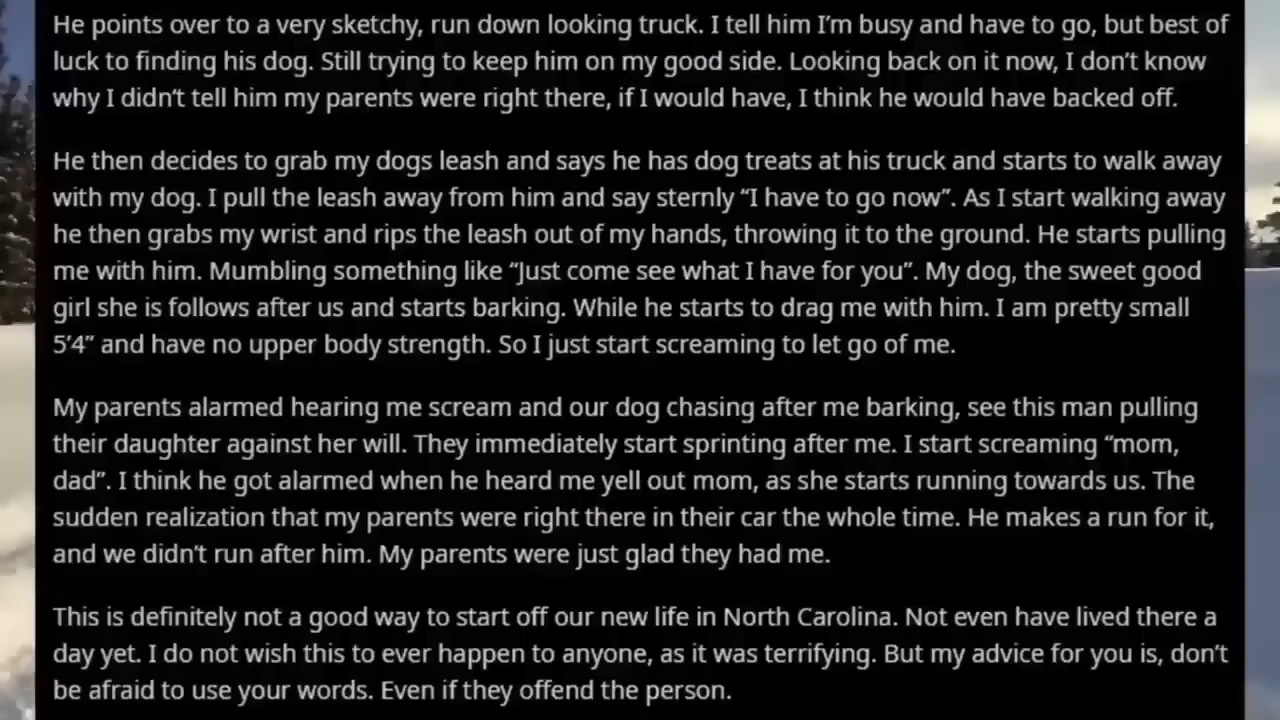 He points over to a very sketchy, run down looking truck. I tell him I’m busy and have to go, but best of
luck to finding his dog. Still trying to keep him on my good side. Looking back on it now, I don’t know
why I didn’t tell him my parents were right there, if I would have, I think he would have backed off.
He then decides to grab my dogs leash and says he has dog treats at his truck and starts to walk away
with my dog. I pull the leash away from him and say sternly “I have to go now”. As I start walking away
he then grabs my wrist and rips the leash out of my hands, throwing it to the ground. He starts pulling
me with him. Mumbling something like “Just come see what I have for you”. My dog, the sweet good
girl she is follows after us and starts barking. While he starts to drag me with him. I am pretty small
5’4” and have no upper body strength. So I just start screaming to let go of me.
My parents alarmed hearing me scream and our dog chasing after me barking, see this man pulling
their daughter against her will. They immediately start sprinting after me. I start screaming “mom,
dad”. I think he got alarmed when he heard me yell out mom, as she starts running towards us. The
sudden realization that my parents were right there in their car the whole time. He makes a run for it,
and we didn’t run after him. My parents were just glad they had me.
This is definitely not a good way to start off our new life in North Carolina. Not even have lived there a
day yet. I do not wish this to ever happen to anyone, as it was terrifying. But my advice for you is, don’t
be afraid to use your words. Even if they offend the person.